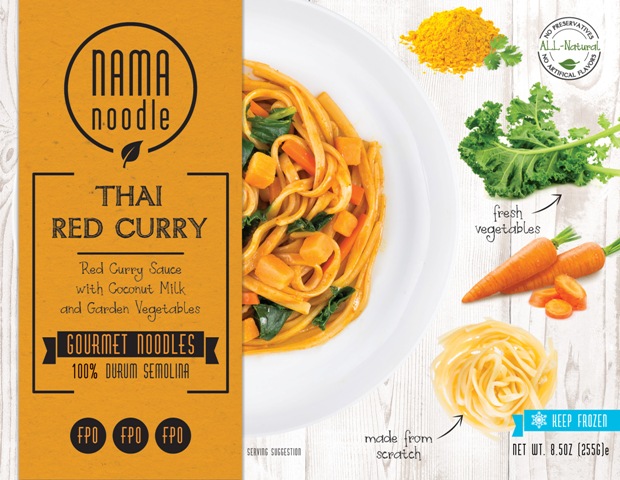 NAMA
noodle
THAI
RED CURRY
Red Curry Sauce
with Coconut Milk
and Garden Vegetables
GOURMET NOODLES
100% DURUM SEMOLINA
FPO FPO FPO
SERVING SUGGESTION
NO PRESERVATIVES
ALL-Natural
NO ARTIFICAL FLAVORS
fresh
vegetables
made from
scratch
KEEP FROZEN
NET WT. 8.5OZ (255G)e